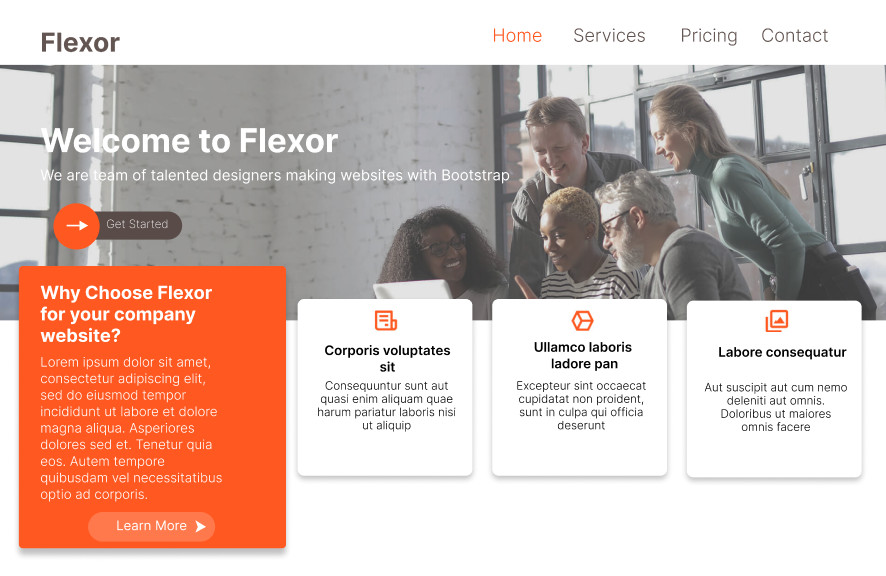 Flexor
Home Services Pricing Contact
Welcome to Flexor
We are team of talented designers making websites with Bootstrap
Get Started
Why Choose Flexor
for your company
website?
Lorem ipsum dolor sit amet,
consectetur adipiscing elit,
sed do eiusmod tempor
incididunt ut labore et dolore
magna aliqua. Asperiores
dolores sed et. Tenetur quia
eos. Autem tempore
quibusdam vel necessitatibus
optio ad corporis.
Learn More
Corporis voluptates
sit
Consequuntur sunt aut
quasi enim aliquam quae
harum pariatur laboris nisi
ut aliquip
Ullamco laboris
ladore pan
Excepteur sint occaecat
cupidatat non proident,
sunt in culpa qui officia
deserunt
Labore consequatur
Aut suscipit aut cum nemo
deleniti aut omnis.
Doloribus ut maiores
omnis facere